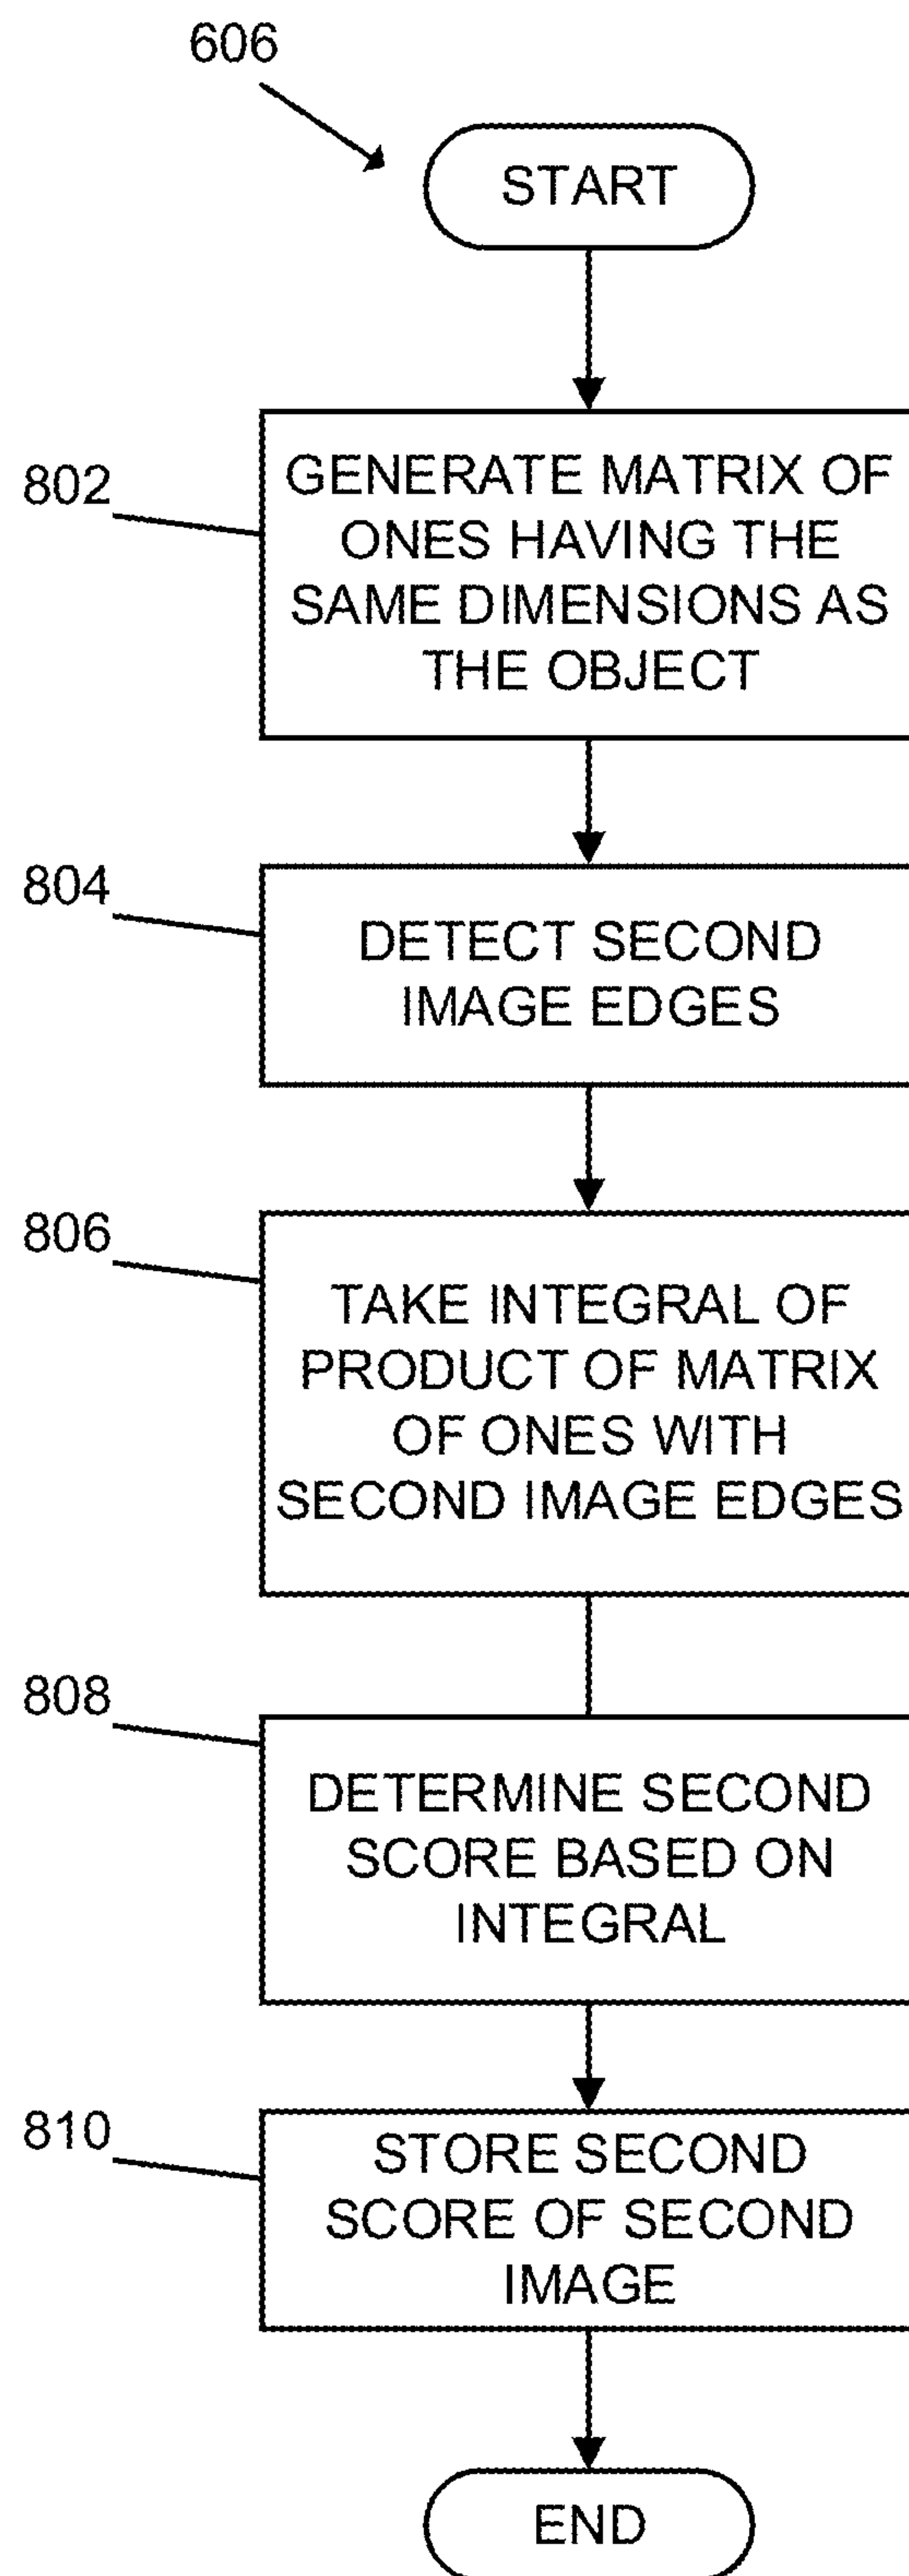 606
START
802
GENERATE MATRIX OF
ONES HAVING THE
SAME DIMENSIONS AS
THE OBJECT
804
DETECT SECOND
IMAGE EDGES
806
TAKE INTEGRAL OF
PRODUCT OF MATRIX
OF ONES WITH
SECOND IMAGE EDGES
808
DETERMINE SECOND
SCORE BASED ON
INTEGRAL
810
STORE SECOND
SCORE OF SECOND
IMAGE
END